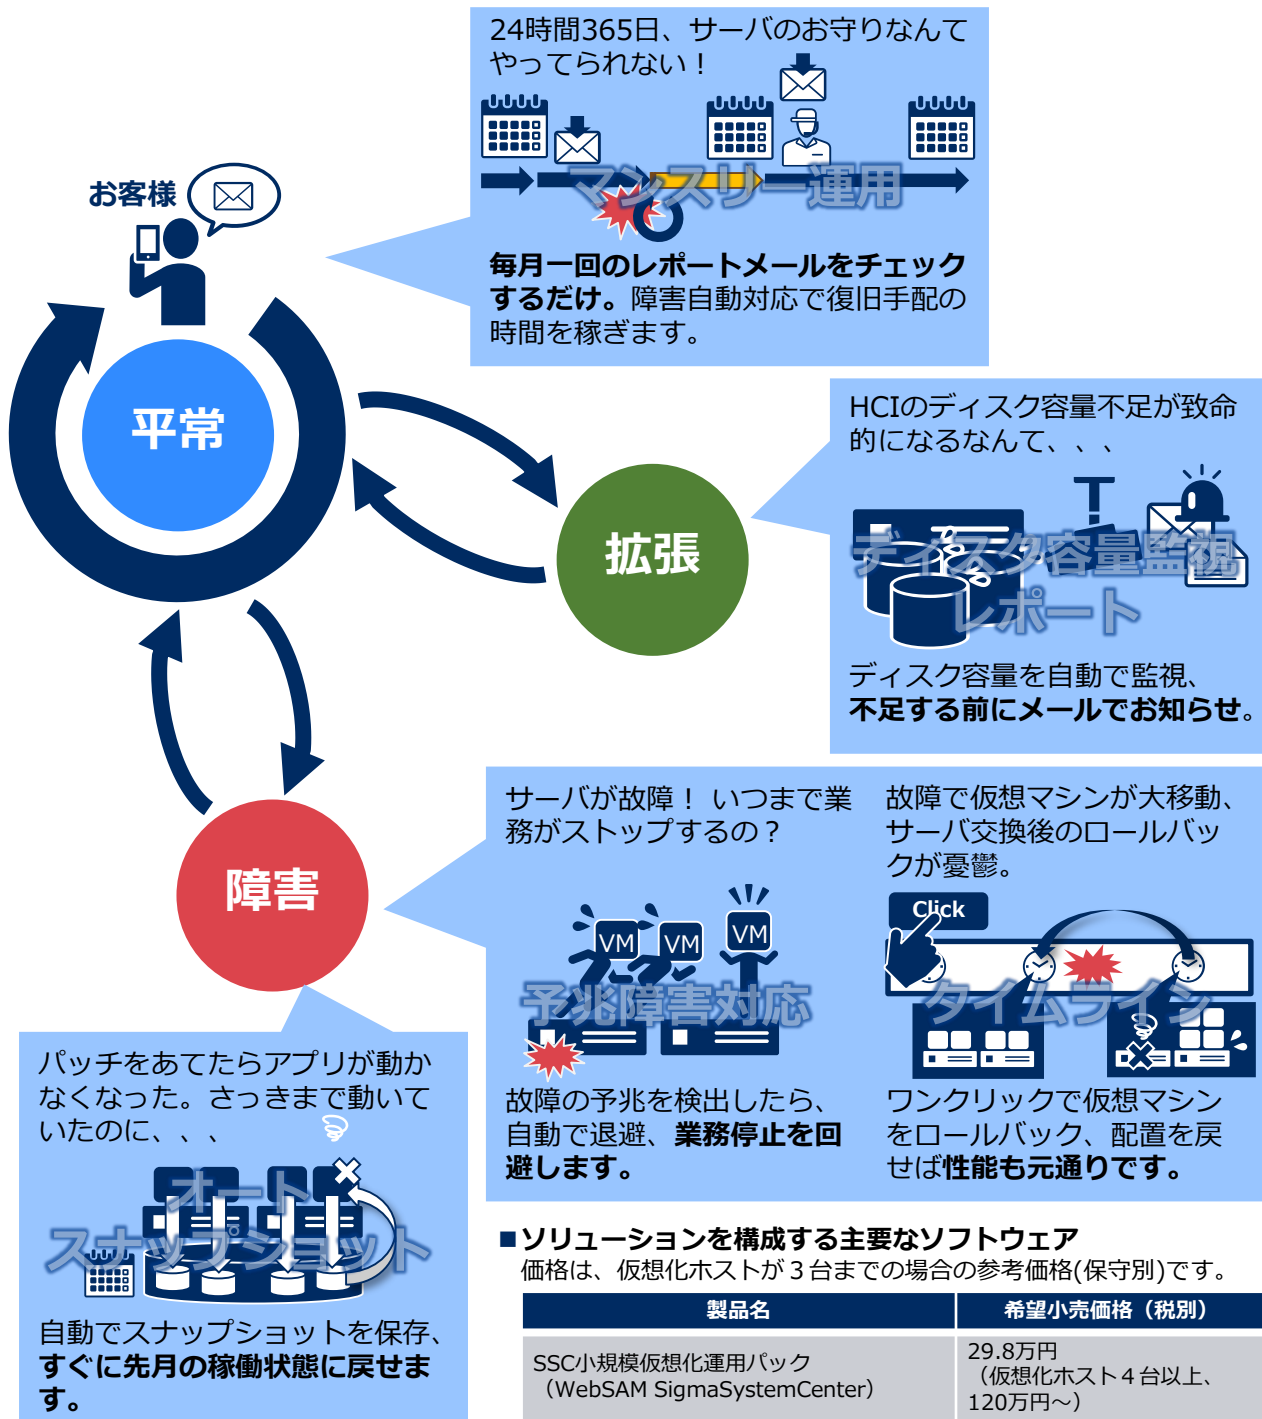 24時間365日、サーバのお守りなんて
やってられない！
マンスリー運用
毎月一回のレポートメールをチェック
するだけ。障害自動対応で復旧手配の
時間を稼ぎます。
お客様
平常
HCIのディスク容量不足が致命
的になるなんて、、、
ディスク容量監視
レポート
ディスク容量を自動で監視、
不足する前にメールでお知らせ。
拡張
障害
サーバが故障！ いつまで業
務がストップするの？
VM
VM
VM
予兆障害対応
故障の予兆を検出したら、
自動で退避、業務停止を回
避します。
故障で仮想マシンが大移動、
サーバ交換後のロールバッ
クが憂鬱。
Click
タイムライン
ワンクリックで仮想マシン
をロールバック、配置を戻
せば性能も元通りです。
パッチをあてたらアプリが動か
なくなった。さっきまで動いて
いたのに、、、
オート
スナップショット
自動でスナップショットを保存、
すぐに先月の稼働状態に戻せま
す。
■ソリューションを構成する主要なソフトウェア
価格は、仮想化ホストが３台までの場合の参考価格(保守別)です。
製品名
希望小売価格（税別）
SSC小規模仮想化運用パック
（WebSAM SigmaSystemCenter）
29.8万円
（仮想化ホスト４台以上、
120万円～）